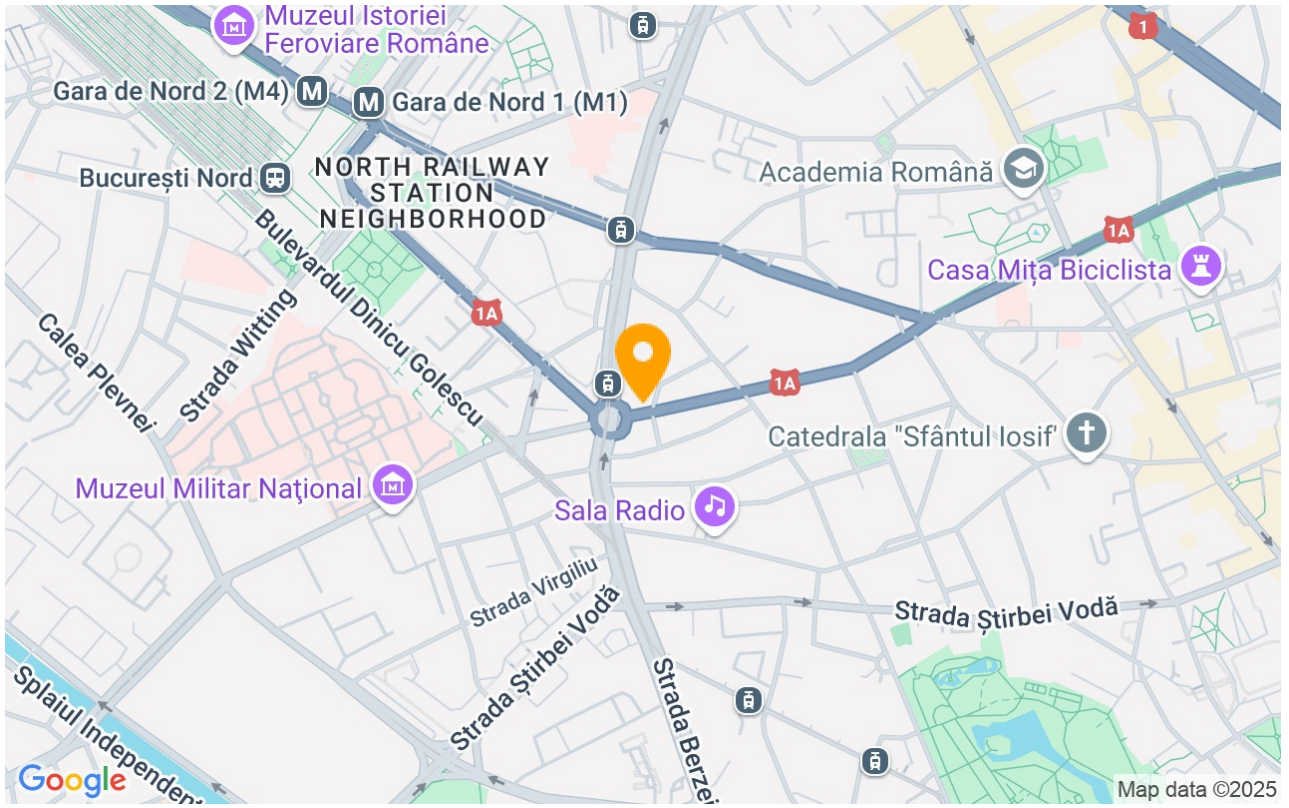 Muzeul Istoriei
Feroviare Române
1
Gara de Nord 2 (M4)
M
M
Gara de Nord 1 (M1)
Academia Română
București Nord
NORTH RAILWAY
STATION
NEIGHBORHOOD
1A
Casa Mița Biciclista
Bulevardul Dinicu Golescu
Strada Witting
1A
Calea Plevnei
1A
Catedrala "Sfântul Iosif'
Muzeul Militar Naţional
Sala Radio
Strada Virgiliu
Strada Știrbei Vodă
Strada Știrbei Vodă
Strada Berzei
Splaiul Independenț
Google
Map data ©2025